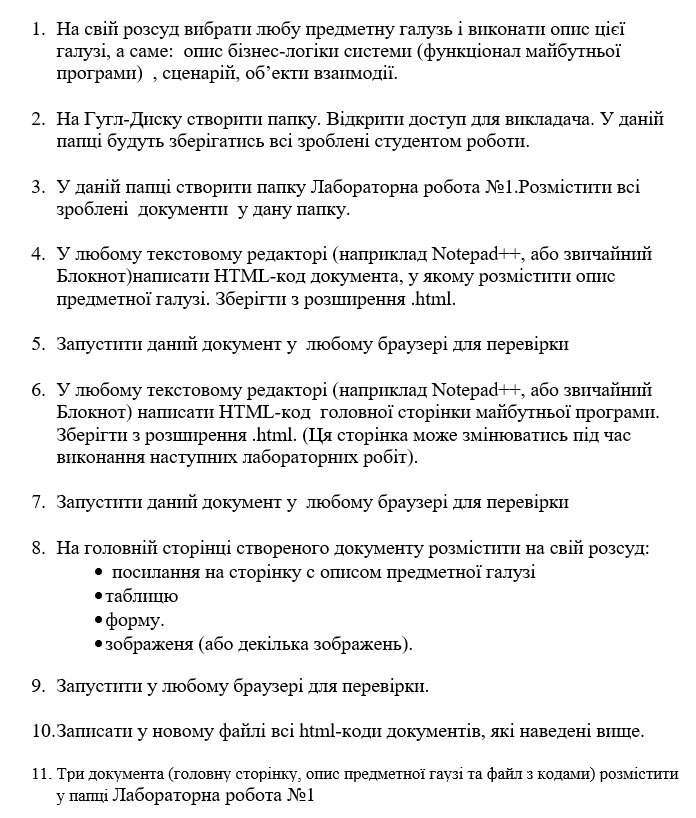 1. На свій розсуд вибрати любу предметну галузь і виконати опис цієї
галузі, а саме: опис бізнес-логіки системи (функціонал майбутньої
програми) , сценарій, об’екти взаимодії.
2. На Гугл-Диску створити папку. Відкрити доступ для викладача. У даній
папці будуть зберігатись всі зроблені студентом роботи.
3. У даній папці створити папку Лабораторна робота №1.Розмістити всі
зроблені документи у дану папку.
4. У любому текстовому редакторі (наприклад Notepad++, або звичайний
Блокнот)написати HTML-код документа, у якому розмістити опис
предметної галузі. Зберігти з розширення .html.
5. Запустити даний документ у любому браузері для перевірки
6. У любому текстовому редакторі (наприклад Notepad++, або звичайний
Блокнот) написати HTML-код головної сторінки майбутньої програми.
Зберігти з розширення .html. (Ця сторінка може змінюватись під час
виконання наступних лабораторних робіт).
7. Запустити даний документ у любому браузері для перевірки
8. На головній сторінці створеного документу розмістити на свій розсуд:
• посилання на сторінку с описом предметної галузі
• таблицю
• форму.
• зображеня (або декілька зображень).
9. Запустити у любому браузері для перевірки.
10.Записати у новому файлі всі html-коди документів, які наведені вище.
11. Три документа (головну сторінку, опис предметної гаузі та файл з кодами) розмістити
у папці Лабораторна робота №1